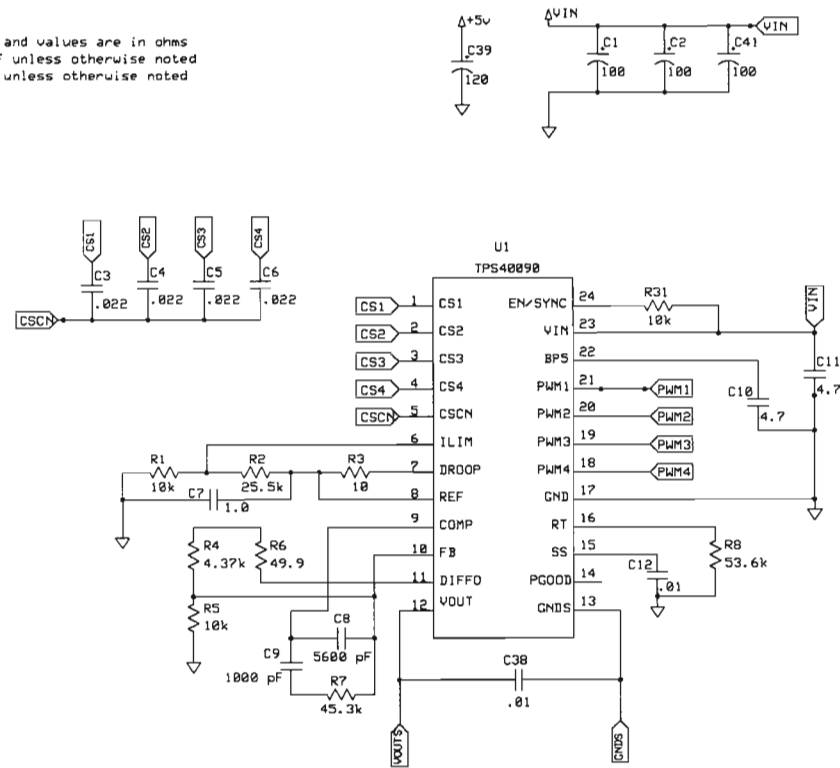 and values are in ohms
unless otherwise noted
unless otherwise noted
+5v
C39
120
VIN
C1
100
C2
100
C41
100
VIN
CS1
CS2
CS3
CS4
C3
.022
C4
.022
C5
.022
C6
.022
CSCN
U1
TPS40090
CS1 1 CS1
CS2 2 CS2
CS3 3 CS3
CS4 4 CS4
CSCN 5 CSCN
6 ILIM
7 DROOP
8 REF
9 COMP
10 FB
11 DIFFO
12 VOUT
EN/SYNC 24
VIN 23
BP5 22
PWM1 21 PWM1
PWM2 20 PWM2
PWM3 19 PWM3
PWM4 18 PWM4
GND 17
RT 16
SS 15
PGOOD 14
GNDS 13
R31
10k
VIN
C11
4.7
C10
4.7
R1
10k
R2
25.5k
R3
10
C7
1.0
R4
4.37k
R6
49.9
R5
10k
C8
5600 pF
C9
1000 pF
R7
45.3k
C12
.01
R8
53.6k
C38
.01
VOUTS
GNDS